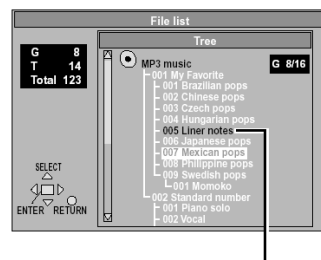 File list
Tree
G 8
T 14
Total 123
MP3 music
G 8/16
001 My Favorite
001 Brazilian pops
002 Chinese pops
003 Czech pops
004 Hungarian pops
005 Liner notes
006 Japanese pops
007 Mexican pops
008 Philippine pops
009 Swedish pops
001 Momoko
002 Standard number
001 Piano solo
002 Vocal
SELECT
ENTER RETURN